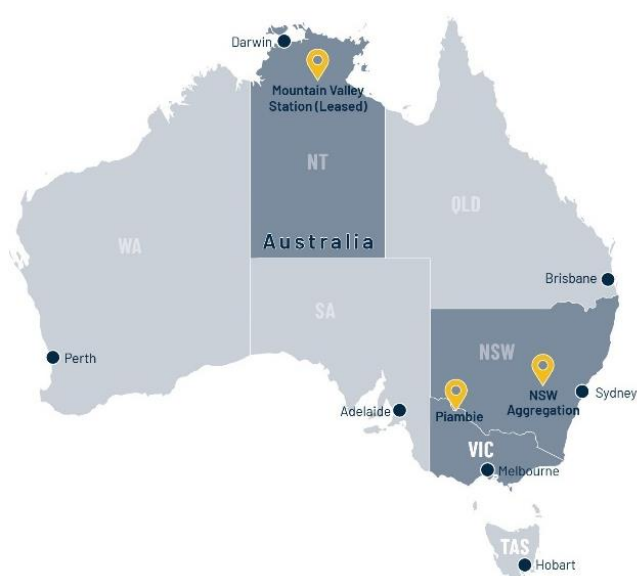 Darwin
Mountain Valley
Station (Leased)
NT
QLD
Australia
WA
Brisbane
SA
NSW
Perth
Sydney
NSW
Aggregation
Adelaide
Piambie
VIC
Melbourne
TAS
Hobart